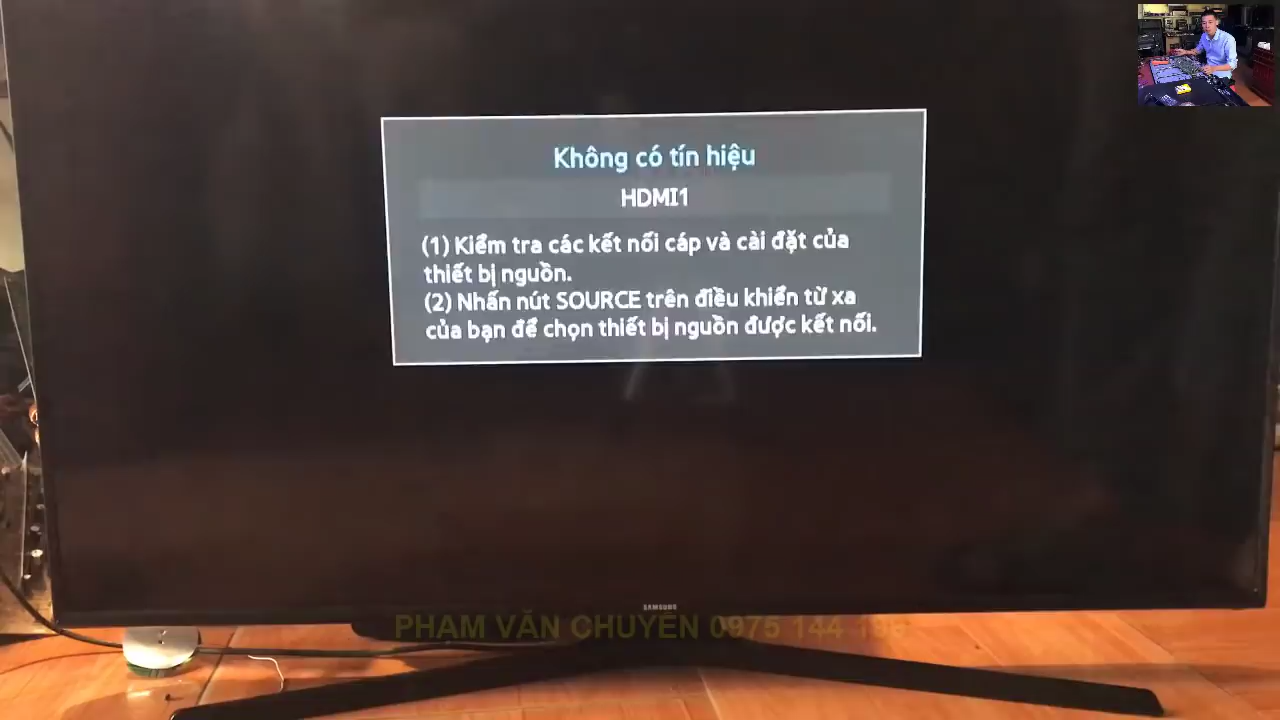 Không có tín hiệu
HDMI1
(1) Kiểm tra các kết nối cáp và cài đặt của
thiết bị nguồn.
(2) Nhấn nút SOURCE trên điều khiển từ xa
của bạn để chọn thiết bị nguồn được kết nối.
SAMSUNG
PHẠM VĂN CHUYỂN 0975 144